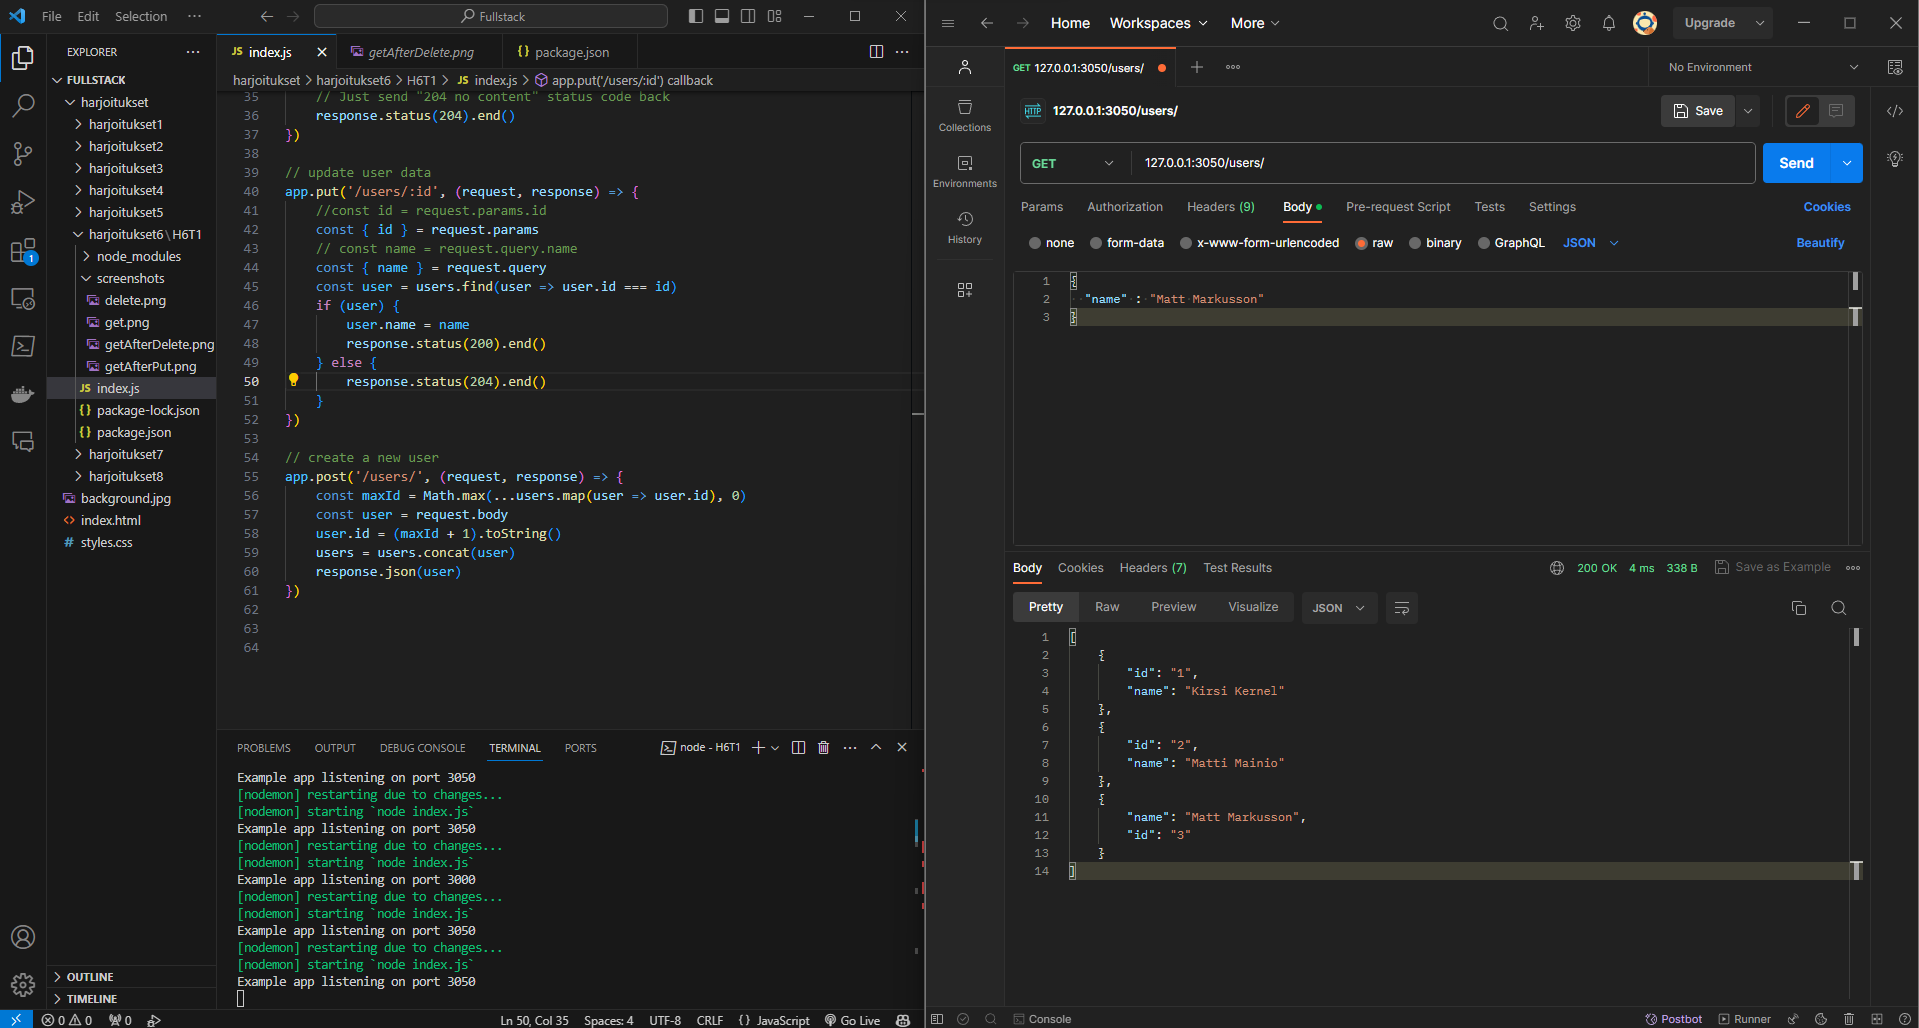 File Edit Selection ··· Fullstack
EXPLORER ···
FULLSTACK
harjoitukset
harjoitukset1
harjoitukset2
harjoitukset3
harjoitukset4
harjoitukset5
harjoitukset6\H6T1
node_modules
screenshots
delete.png
get.png
getAfterDelete.png
getAfterPut.png
JS index.js
{} package-lock.json
{} package.json
harjoitukset7
harjoitukset8
background.jpg
<> index.html
# styles.css
OUTLINE
TIMELINE
1
JS index.js getAfterDelete.png {} package.json ···
harjoitukset > harjoitukset6 > H6T1 > JS index.js > app.put('/users/:id') callback
35 // Just send "204 no content" status code back
36 response.status(204).end()
37 })
38
39 // update user data
40 app.put('/users/:id', (request, response) => {
41 //const id = request.params.id
42 const { id } = request.params
43 // const name = request.query.name
44 const { name } = request.query
45 const user = users.find(user => user.id === id)
46 if (user) {
47 user.name = name
48 response.status(200).end()
49 } else {
50 response.status(204).end()
51 }
52 })
53
54 // create a new user
55 app.post('/users/', (request, response) => {
56 const maxId = Math.max(...users.map(user => user.id), 0)
57 const user = request.body
58 user.id = (maxId + 1).toString()
59 users = users.concat(user)
60 response.json(user)
61 })
62
63
64
PROBLEMS OUTPUT DEBUG CONSOLE TERMINAL PORTS node - H6T1 ···
Example app listening on port 3050
[nodemon] restarting due to changes...
[nodemon] starting `node index.js`
Example app listening on port 3050
[nodemon] restarting due to changes...
[nodemon] starting `node index.js`
Example app listening on port 3000
[nodemon] restarting due to changes...
[nodemon] starting `node index.js`
Example app listening on port 3050
[nodemon] restarting due to changes...
[nodemon] starting `node index.js`
Example app listening on port 3050
0 0 0 Ln 50, Col 35 Spaces: 4 UTF-8 CRLF {} JavaScript Go Live
Home Workspaces More Upgrade
GET 127.0.0.1:3050/users/ No Environment
HTTP 127.0.0.1:3050/users/ Save
Collections
Environments
History
GET 127.0.0.1:3050/users/ Send
Params Authorization Headers (9) Body Pre-request Script Tests Settings Cookies
none form-data x-www-form-urlencoded raw binary GraphQL JSON Beautify
1 {
2 "name" : "Matt Markusson"
3 }
Body Cookies Headers (7) Test Results 200 OK 4 ms 338 B Save as Example
Pretty Raw Preview Visualize JSON
1 [
2 {
3 "id": "1",
4 "name": "Kirsi Kernel"
5 },
6 {
7 "id": "2",
8 "name": "Matti Mainio"
9 },
10 {
11 "name": "Matt Markusson",
12 "id": "3"
13 }
14 ]
Console Postbot Runner